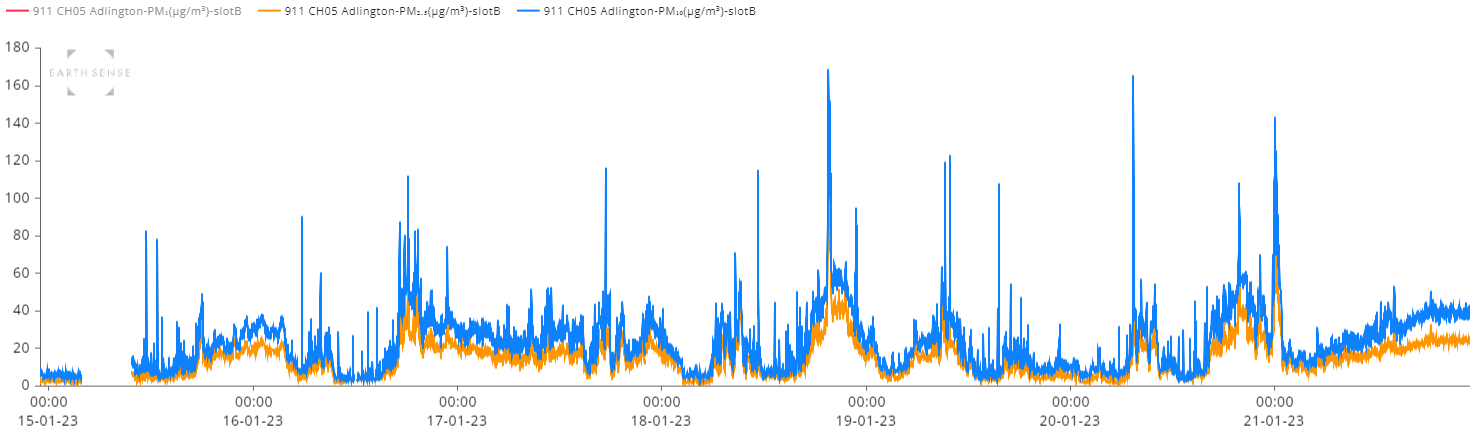 911 CH05 Adlington-PM₁(µg/m³)-slotB 911 CH05 Adlington-PM₂.₅(µg/m³)-slotB 911 CH05 Adlington-PM₁₀(µg/m³)-slotB
180
EARTH SENSE
160
140
120
100
80
60
40
20
0
00:00 00:00 00:00 00:00 00:00 00:00 00:00
15-01-23 16-01-23 17-01-23 18-01-23 19-01-23 20-01-23 21-01-23